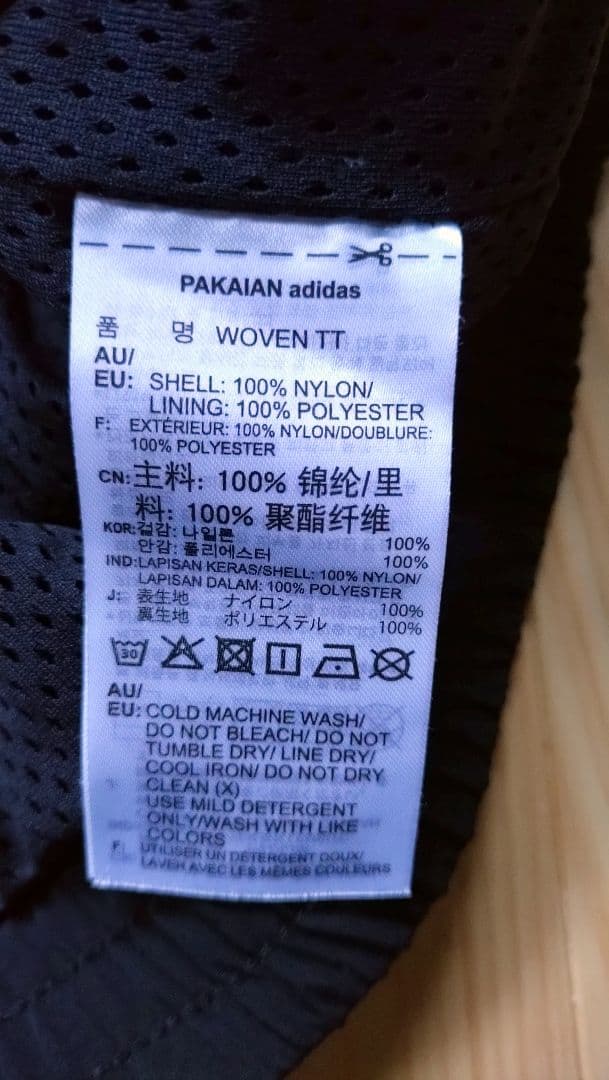 PAKAIAN adidas
품 명 WOVEN TT
AU/
EU: SHELL: 100% NYLON/
LINING: 100% POLYESTER
F: EXTÉRIEUR: 100% NYLON/DOUBLURE:
100% POLYESTER
CN: 主料: 100% 锦纶/里
料: 100% 聚酯纤维
KOR: 겉감: 나일론 100%
안감: 폴리에스터 100%
IND: LAPISAN KERAS/SHELL: 100% NYLON/
LAPISAN DALAM: 100% POLYESTER
J: 表生地 ナイロン 100%
裏生地 ポリエステル 100%
30
AU/
EU: COLD MACHINE WASH/
DO NOT BLEACH/ DO NOT
TUMBLE DRY/ LINE DRY/
COOL IRON/ DO NOT DRY
CLEAN (X)
USE MILD DETERGENT
ONLY/WASH WITH LIKE
COLORS
F: UTILISER UN DÉTERGENT DOUX/
LAVER AVEC LES MÊMES COULEURS